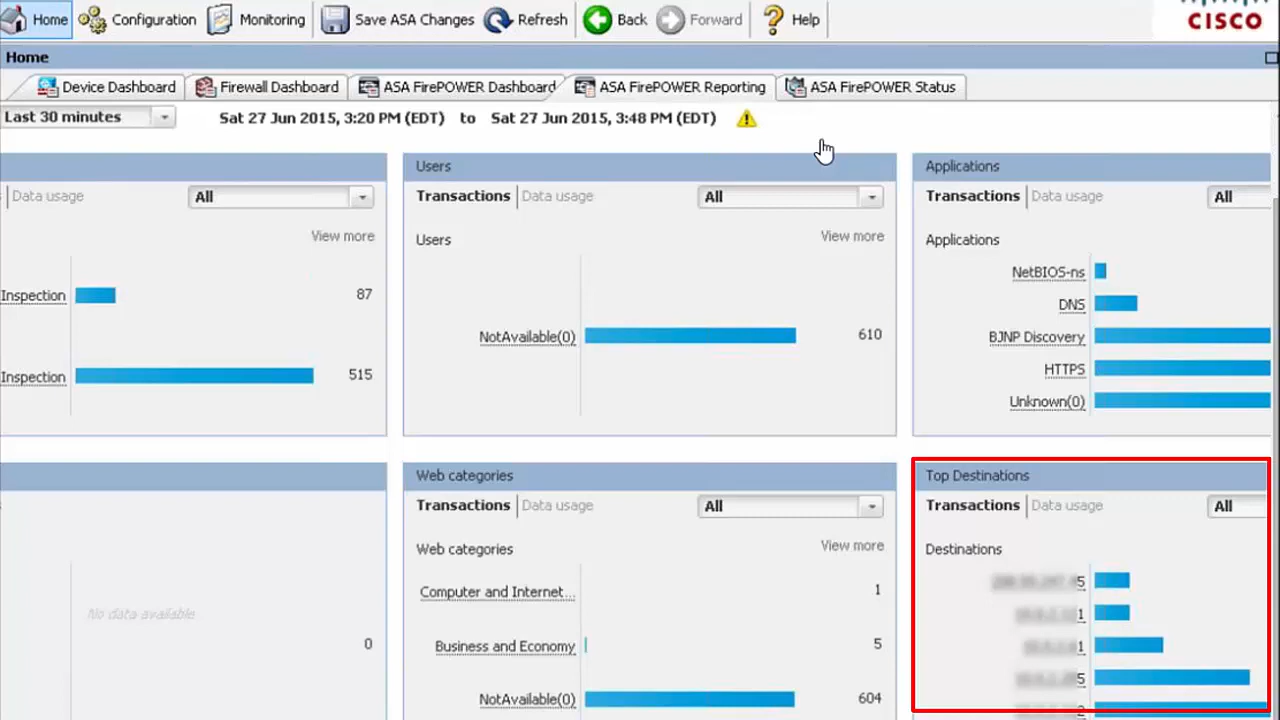 Home Configuration Monitoring Save ASA Changes Refresh Back Forward Help
CISCO
Home
Device Dashboard Firewall Dashboard ASA FirePOWER Dashboard ASA FirePOWER Reporting ASA FirePOWER Status
Last 30 minutes Sat 27 Jun 2015, 3:20 PM (EDT) to Sat 27 Jun 2015, 3:48 PM (EDT)
Data usage All
View more
Inspection 87
Inspection 515
Users
Transactions Data usage All
View more
Users
NotAvailable(0) 610
Applications
Transactions Data usage All
Applications
NetBIOS-ns
DNS
BJNP Discovery
HTTPS
Unknown(0)
No data available
0
Web categories
Transactions Data usage All
View more
Web categories
Computer and Internet... 1
Business and Economy 5
NotAvailable(0) 604
Top Destinations
Transactions Data usage All
Destinations
5
1
1
5